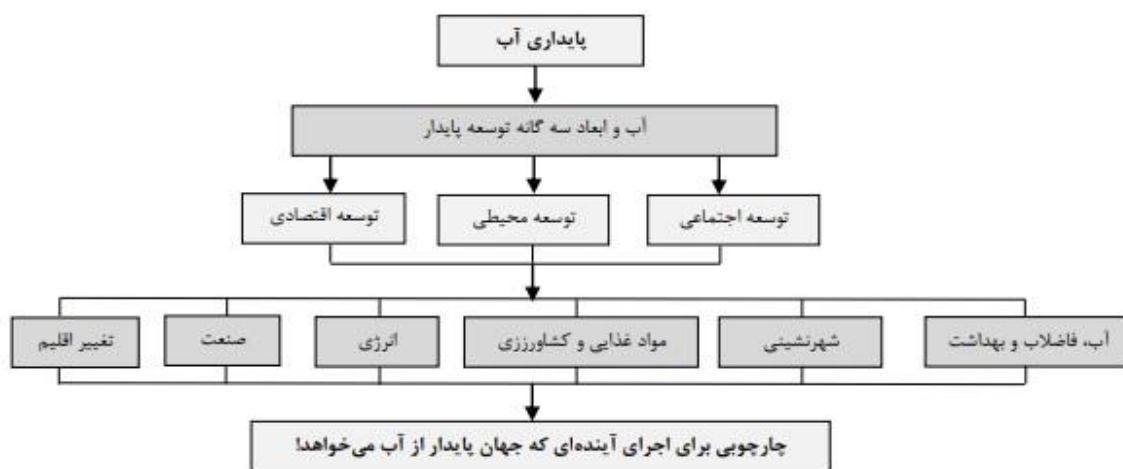 پایداری آب
آب و ابعاد سه گانه توسعه پایدار
توسعه اجتماعی
توسعه محیطی
توسعه اقتصادی
آب، فاضلاب و بهداشت
شهرنشینی
مواد غذایی و کشاورزی
انرژی
صنعت
تغییر اقلیم
چارچوبی برای اجرای آینده‌ای که جهان پایدار از آب می‌خواهد!